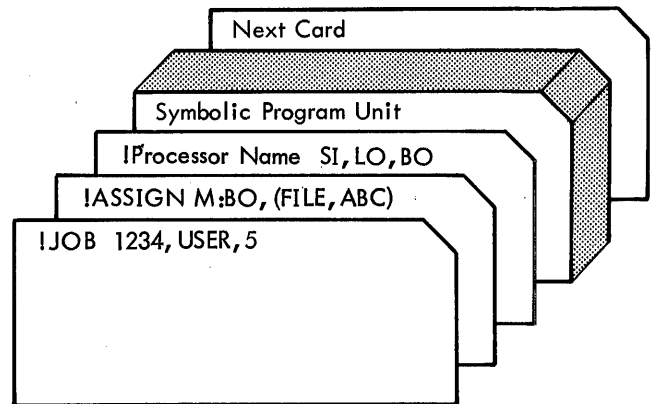 Next Card
Symbolic Program Unit
!Processor Name SI, LO, BO
!ASSIGN M:BO, (FILE, ABC)
!JOB 1234, USER, 5